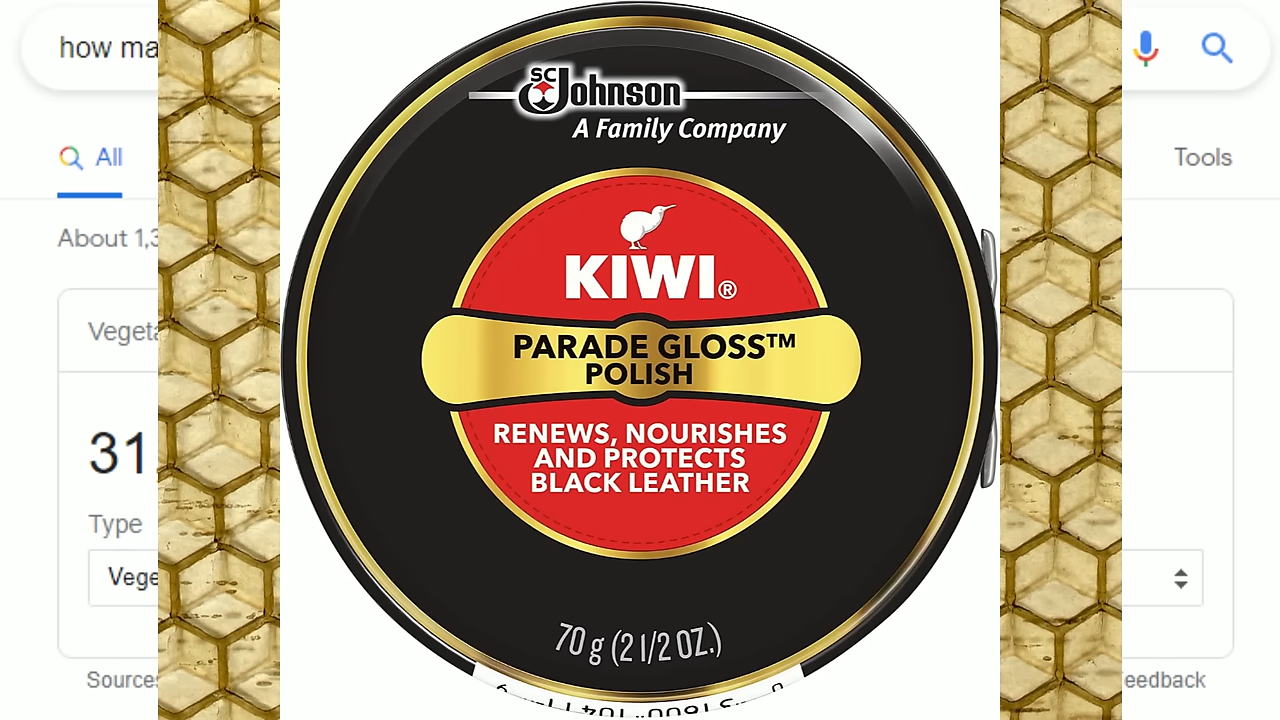 how ma
All
Tools
About 1,3
Vegeta
31
Type
Vege
Sources
eedback
SC Johnson
A Family Company
KIWI®
PARADE GLOSS™
POLISH
RENEWS, NOURISHES
AND PROTECTS
BLACK LEATHER
70 g (2 1/2 OZ.)